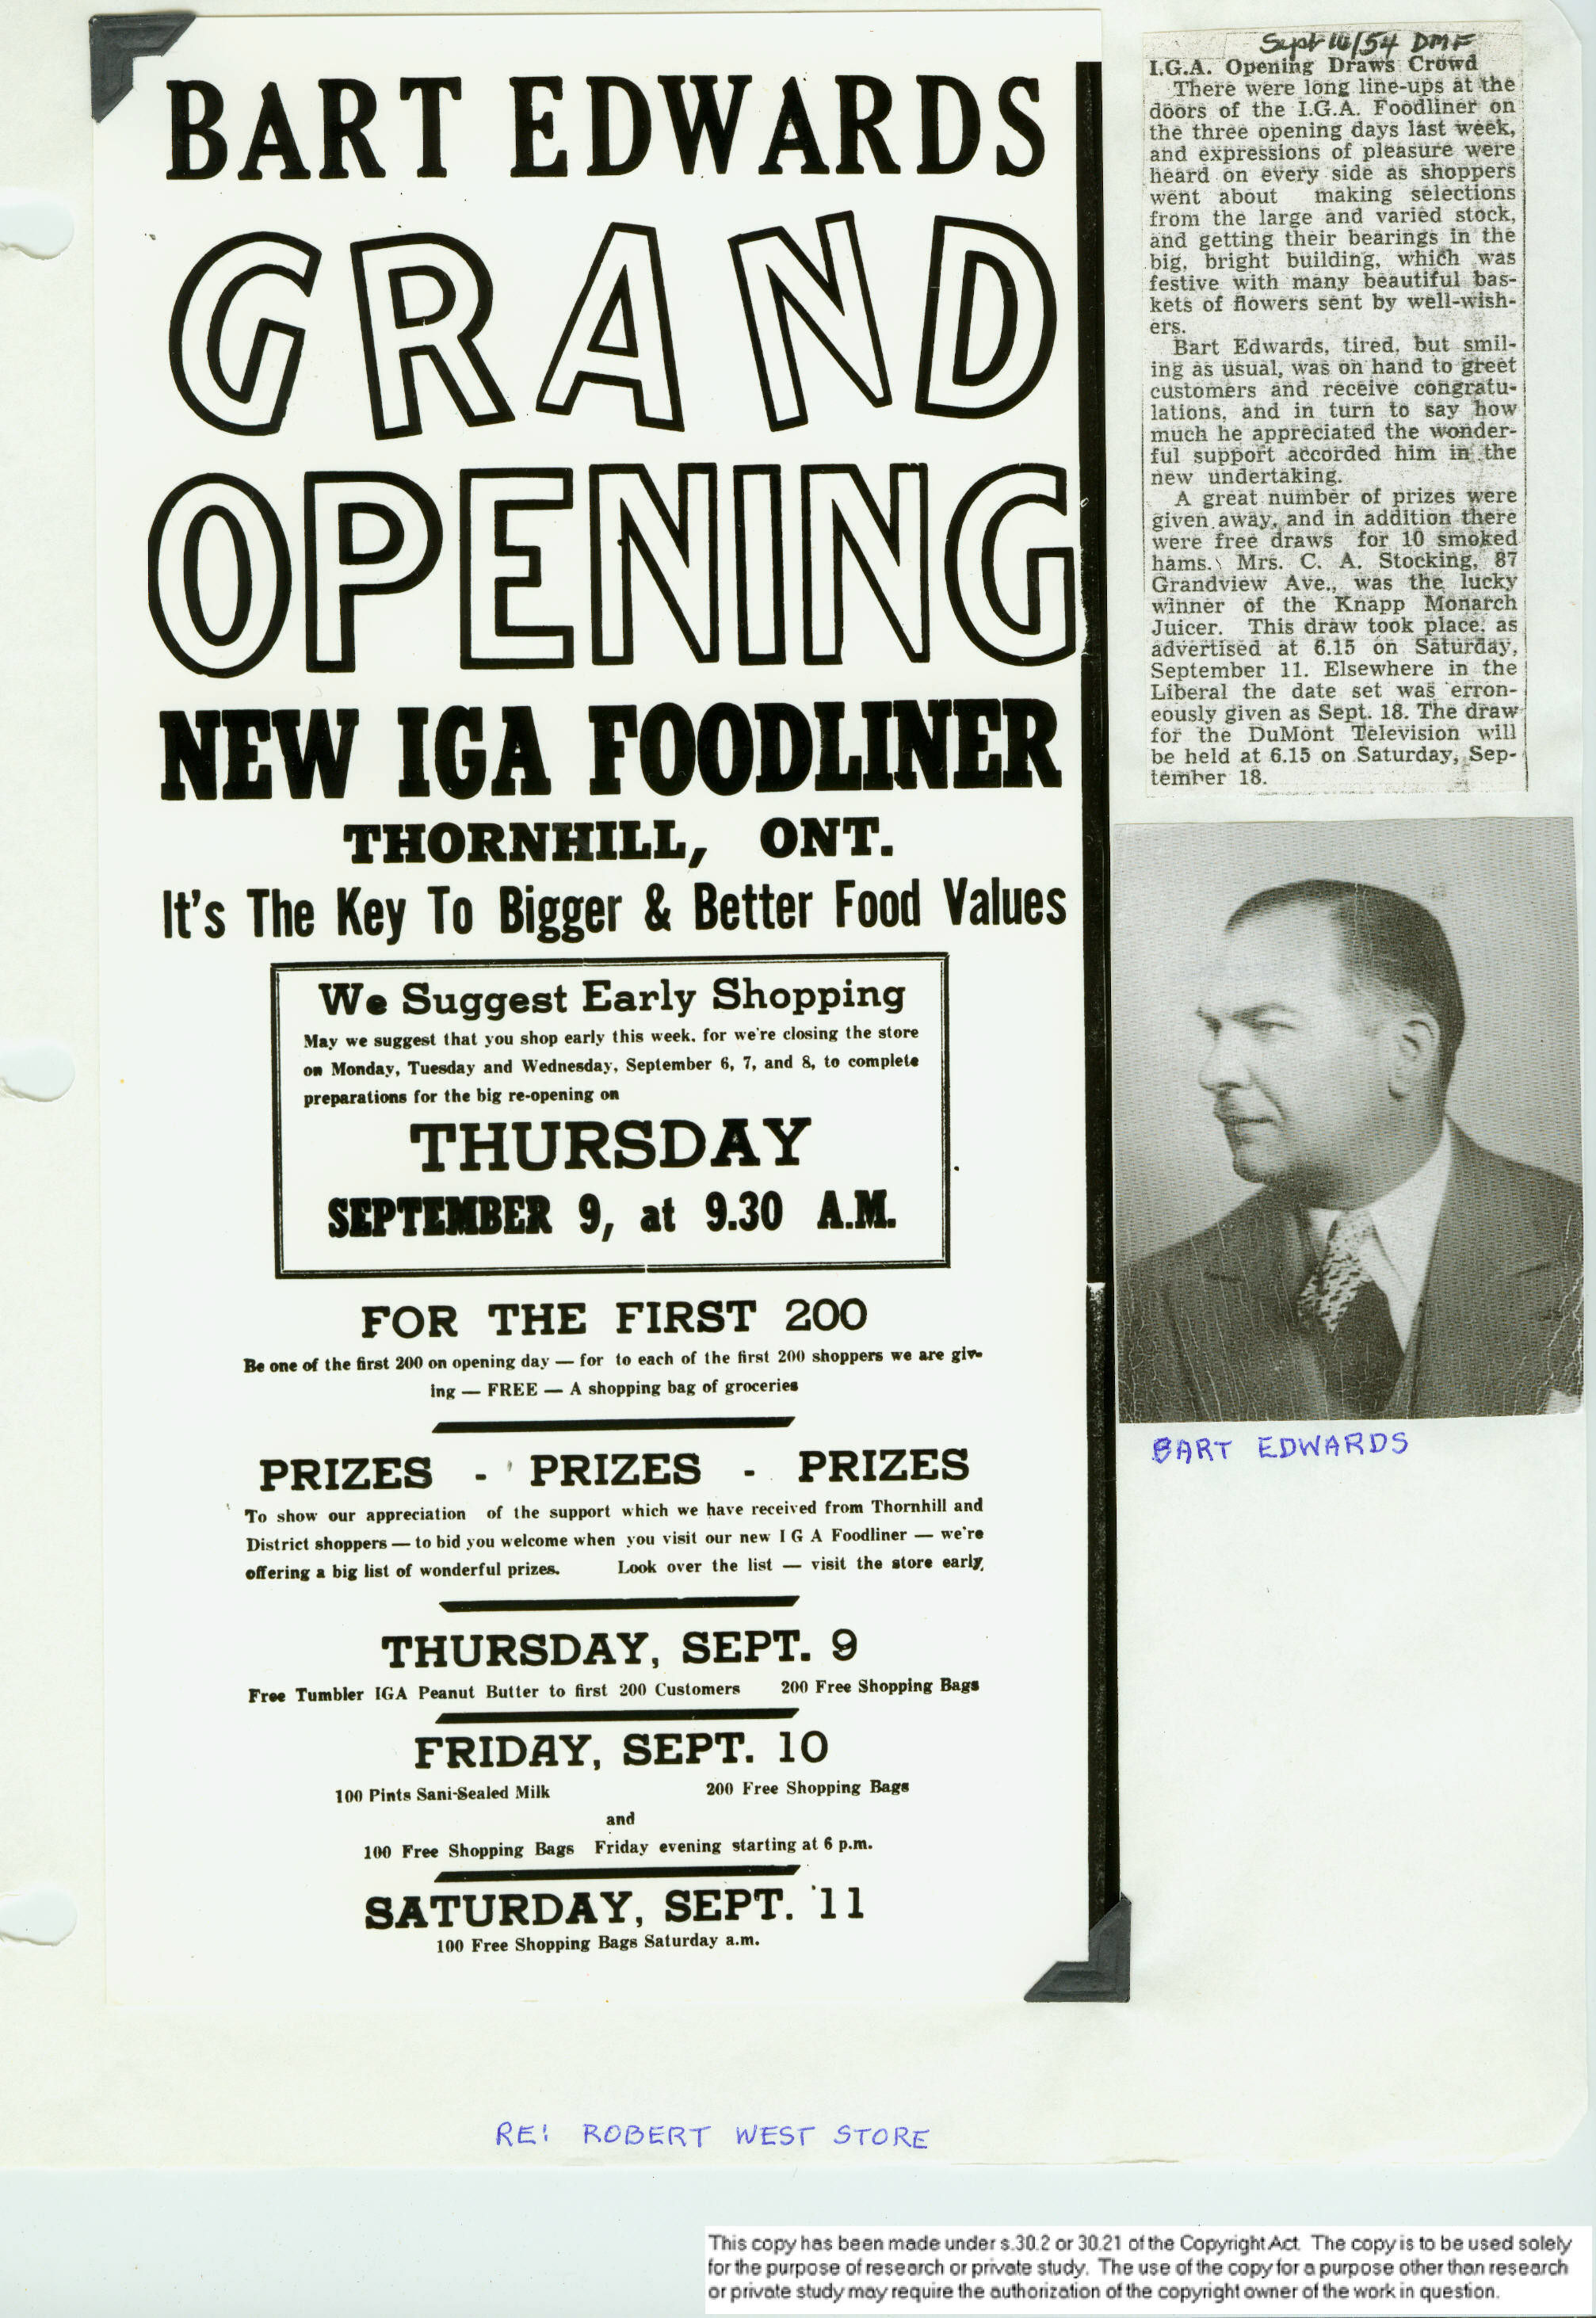 BART EDWARDS
GRAND
OPENING
NEW IGA FOODLINER
THORNHILL, ONT.
It's The Key To Bigger & Better Food Values
We Suggest Early Shopping
May we suggest that you shop early this week, for we're closing the store
on Monday, Tuesday and Wednesday, September 6, 7, and 8, to complete
preparations for the big re-opening on
THURSDAY
SEPTEMBER 9, at 9.30 A.M.
FOR THE FIRST 200
Be one of the first 200 on opening day — for to each of the first 200 shoppers we are giv-
ing — FREE — A shopping bag of groceries
PRIZES - PRIZES - PRIZES
To show our appreciation of the support which we have received from Thornhill and
District shoppers — to bid you welcome when you visit our new I G A Foodliner — we're
offering a big list of wonderful prizes. Look over the list — visit the store early.
THURSDAY, SEPT. 9
Free Tumbler IGA Peanut Butter to first 200 Customers 200 Free Shopping Bags
FRIDAY, SEPT. 10
100 Pints Sani-Sealed Milk 200 Free Shopping Bags
and
100 Free Shopping Bags Friday evening starting at 6 p.m.
SATURDAY, SEPT. 11
100 Free Shopping Bags Saturday a.m.
Sept /54 DMF
I.G.A. Opening Draws Crowd
There were long line-ups at the
doors of the I.G.A. Foodliner on
the three opening days last week,
and expressions of pleasure were
heard on every side as shoppers
went about making selections
from the large and varied stock,
and getting their bearings in the
big, bright building, which was
festive with many beautiful bas-
kets of flowers sent by well-wish-
ers.
Bart Edwards, tired, but smil-
ing as usual, was on hand to greet
customers and receive congratu-
lations, and in turn to say how
much he appreciated the wonder-
ful support accorded him in the
new undertaking.
A great number of prizes were
given away, and in addition there
were free draws for 10 smoked
hams. Mrs. C. A. Stocking, 87
Grandview Ave., was the lucky
winner of the Knapp Monarch
Juicer. This draw took place, as
advertised at 6.15 on Saturday,
September 11. Elsewhere in the
Liberal the date set was erron-
eously given as Sept. 18. The draw
for the DuMont Television will
be held at 6.15 on Saturday, Sep-
tember 18.
BART EDWARDS
RE: ROBERT WEST STORE
This copy has been made under s.30.2 or 30.21 of the Copyright Act. The copy is to be used solely
for the purpose of research or private study. The use of the copy for a purpose other than research
or private study may require the authorization of the copyright owner of the work in question.